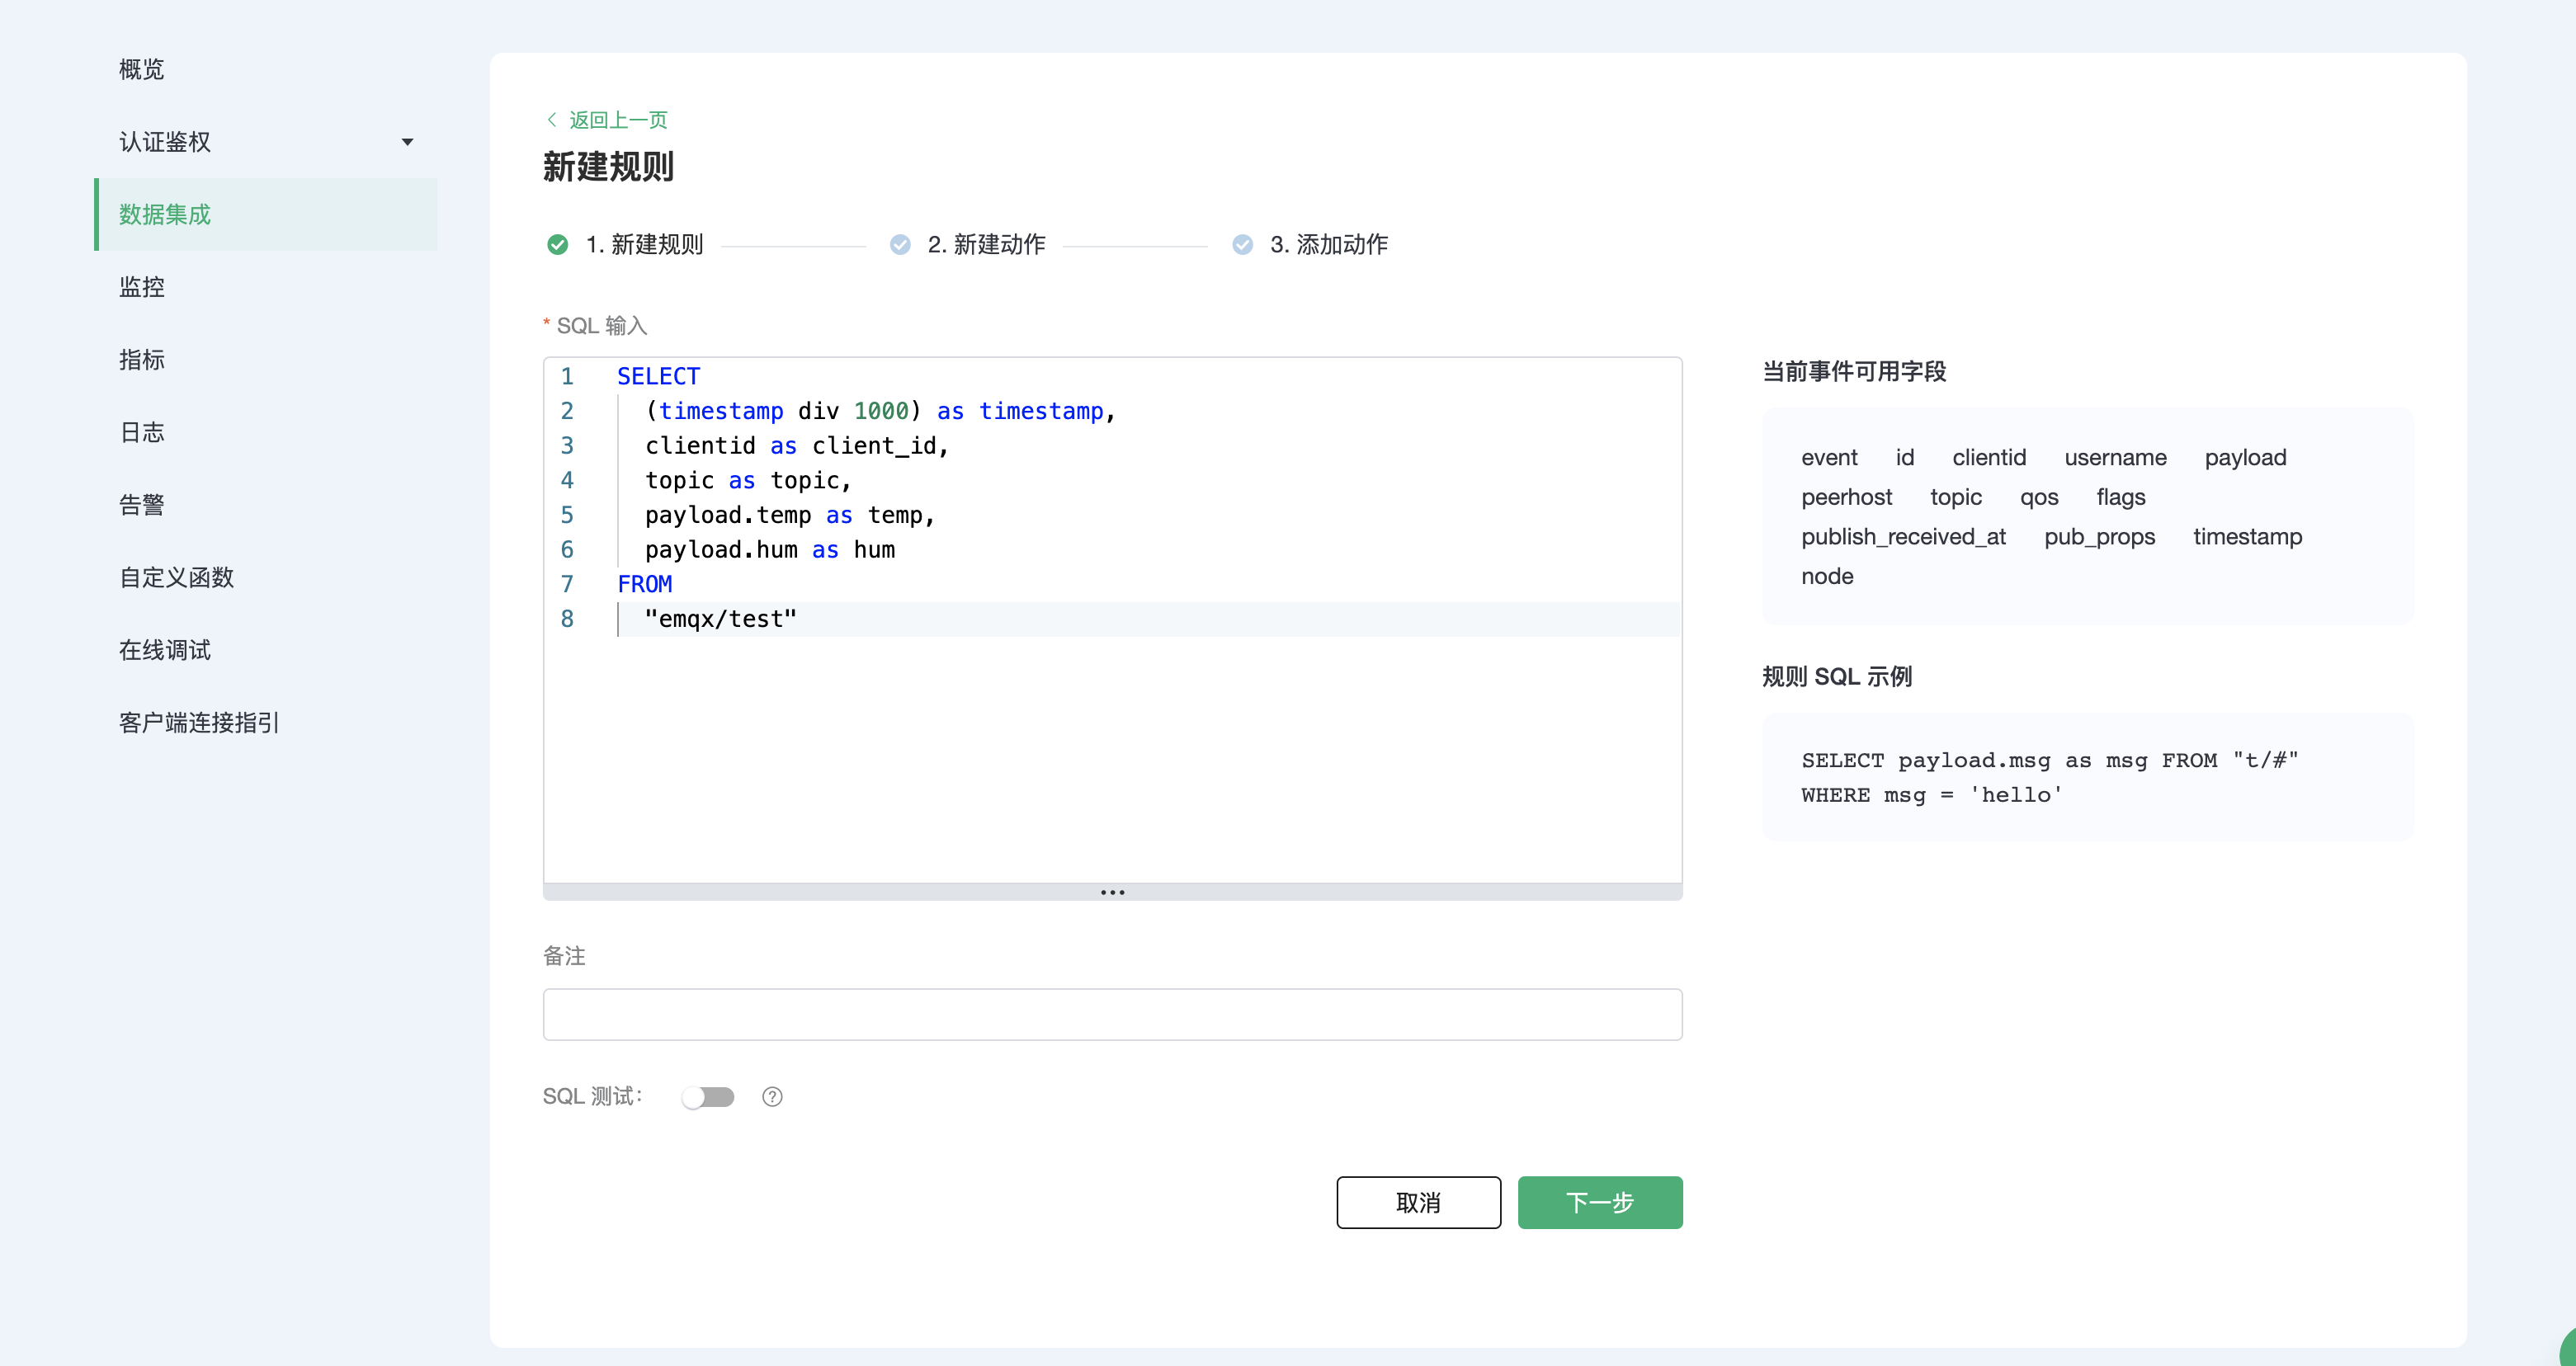 概览
认证鉴权
数据集成
监控
指标
日志
告警
自定义函数
在线调试
客户端连接指引
返回上一页
新建规则
1. 新建规则
2. 新建动作
3. 添加动作
* SQL 输入
1 SELECT
2 (timestamp div 1000) as timestamp,
3 clientid as client_id,
4 topic as topic,
5 payload.temp as temp,
6 payload.hum as hum
7 FROM
8 "emqx/test"
备注
SQL 测试：
取消
下一步
当前事件可用字段
event id clientid username payload
peerhost topic qos flags
publish_received_at pub_props timestamp
node
规则 SQL 示例
SELECT payload.msg as msg FROM "t/#"
WHERE msg = 'hello'